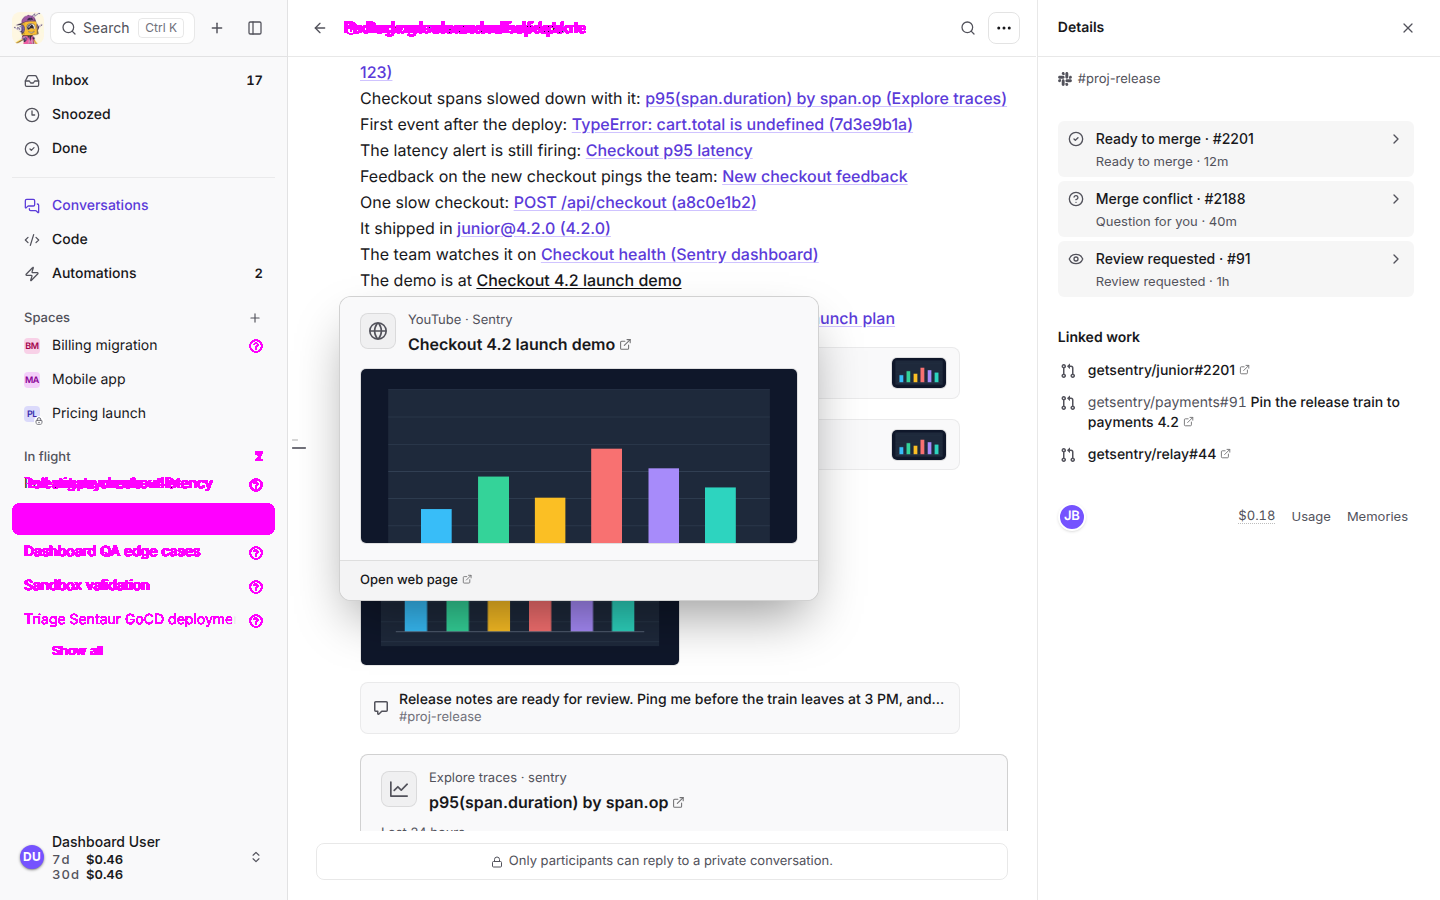 Search Ctrl K
Inbox 17
Snoozed
Done
Conversations
Code
Automations 2
Spaces
BM Billing migration
MA Mobile app
PL Pricing launch
In flight
Dashboard QA edge cases
Sandbox validation
Triage Sentaur GoCD deployme
Show all
DU Dashboard User
7d $0.46
30d $0.46
123)
Checkout spans slowed down with it: p95(span.duration) by span.op (Explore traces)
First event after the deploy: TypeError: cart.total is undefined (7d3e9b1a)
The latency alert is still firing: Checkout p95 latency
Feedback on the new checkout pings the team: New checkout feedback
One slow checkout: POST /api/checkout (a8c0e1b2)
It shipped in junior@4.2.0 (4.2.0)
The team watches it on Checkout health (Sentry dashboard)
The demo is at Checkout 4.2 launch demo
unch plan
YouTube · Sentry
Checkout 4.2 launch demo
Open web page
Release notes are ready for review. Ping me before the train leaves at 3 PM, and...
#proj-release
Explore traces · sentry
p95(span.duration) by span.op
Last 24 hours
Only participants can reply to a private conversation.
Details
#proj-release
Ready to merge · #2201
Ready to merge · 12m
Merge conflict · #2188
Question for you · 40m
Review requested · #91
Review requested · 1h
Linked work
getsentry/junior#2201
getsentry/payments#91 Pin the release train to
payments 4.2
getsentry/relay#44
JB $0.18 Usage Memories